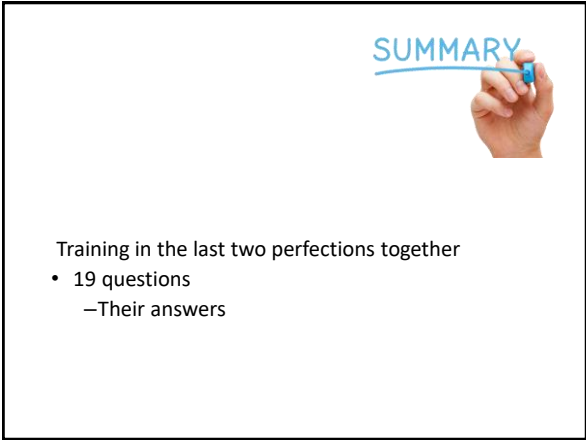 SUMMARY
Training in the last two perfections together
• 19 questions
–Their answers